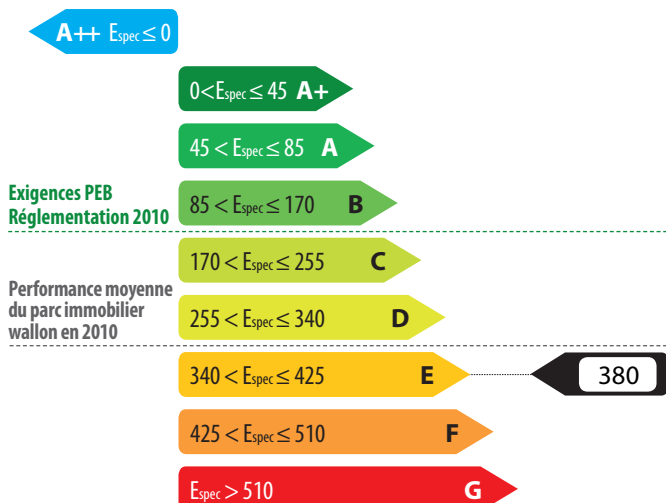 A++ Espec ≤ 0
0<Espec ≤ 45 A+
45 < Espec ≤ 85 A
Exigences PEB
Réglementation 2010
85 < Espec ≤ 170 B
170 < Espec ≤ 255 C
Performance moyenne
du parc immobilier
wallon en 2010
255 < Espec ≤ 340 D
340 < Espec ≤ 425 E 380
425 < Espec ≤ 510 F
Espec > 510 G